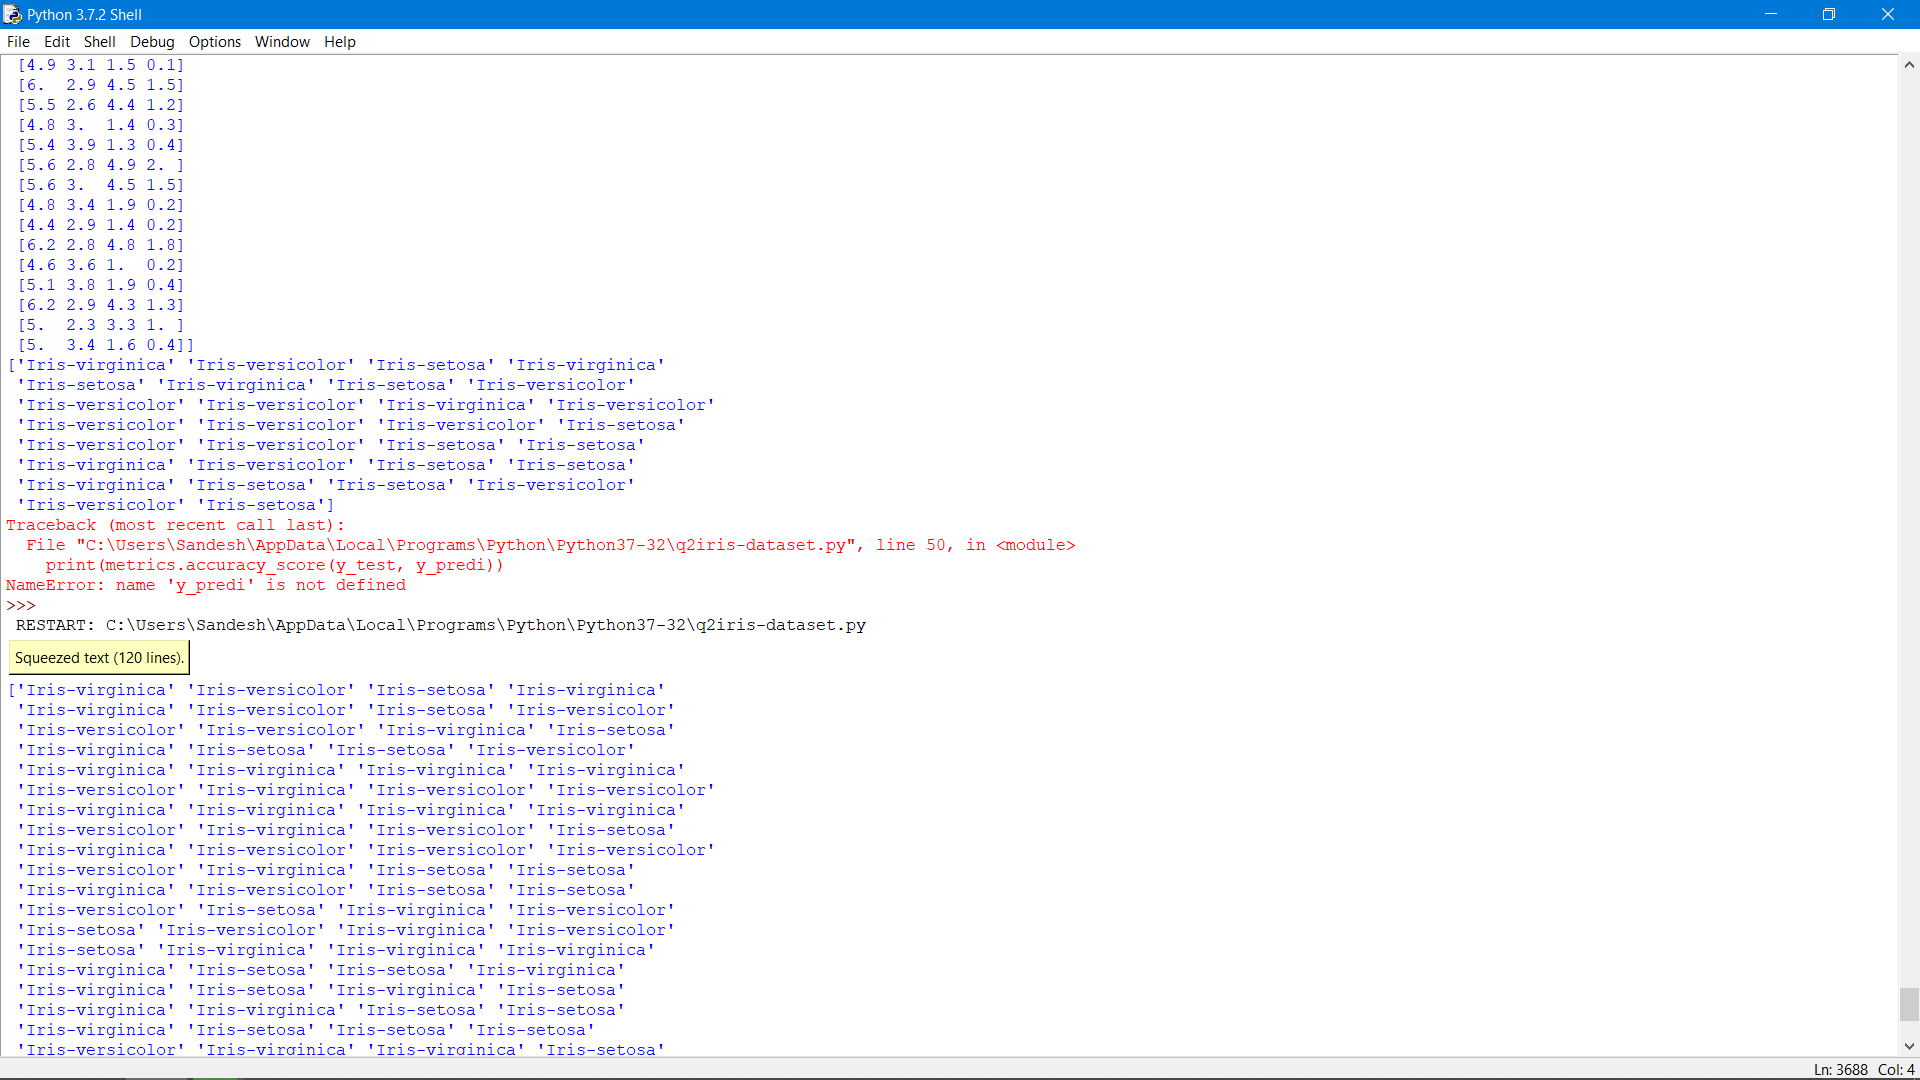 Python 3.7.2 Shell
File Edit Shell Debug Options Window Help
[4.9 3.1 1.5 0.1]
[6.  2.9 4.5 1.5]
[5.5 2.6 4.4 1.2]
[4.8 3.  1.4 0.3]
[5.4 3.9 1.3 0.4]
[5.6 2.8 4.9 2. ]
[5.6 3.  4.5 1.5]
[4.8 3.4 1.9 0.2]
[4.4 2.9 1.4 0.2]
[6.2 2.8 4.8 1.8]
[4.6 3.6 1.  0.2]
[5.1 3.8 1.9 0.4]
[6.2 2.9 4.3 1.3]
[5.  2.3 3.3 1. ]
[5.  3.4 1.6 0.4]]
['Iris-virginica' 'Iris-versicolor' 'Iris-setosa' 'Iris-virginica'
'Iris-setosa' 'Iris-virginica' 'Iris-setosa' 'Iris-versicolor'
'Iris-versicolor' 'Iris-versicolor' 'Iris-virginica' 'Iris-versicolor'
'Iris-versicolor' 'Iris-versicolor' 'Iris-versicolor' 'Iris-setosa'
'Iris-versicolor' 'Iris-versicolor' 'Iris-setosa' 'Iris-setosa'
'Iris-virginica' 'Iris-versicolor' 'Iris-setosa' 'Iris-setosa'
'Iris-virginica' 'Iris-setosa' 'Iris-setosa' 'Iris-versicolor'
'Iris-versicolor' 'Iris-setosa']
Traceback (most recent call last):
File "C:\Users\Sandesh\AppData\Local\Programs\Python\Python37-32\q2iris-dataset.py", line 50, in <module>
print(metrics.accuracy_score(y_test, y_predi))
NameError: name 'y_predi' is not defined
>>>
RESTART: C:\Users\Sandesh\AppData\Local\Programs\Python\Python37-32\q2iris-dataset.py
Squeezed text (120 lines).
['Iris-virginica' 'Iris-versicolor' 'Iris-setosa' 'Iris-virginica'
'Iris-virginica' 'Iris-versicolor' 'Iris-setosa' 'Iris-versicolor'
'Iris-versicolor' 'Iris-versicolor' 'Iris-virginica' 'Iris-setosa'
'Iris-virginica' 'Iris-setosa' 'Iris-setosa' 'Iris-versicolor'
'Iris-virginica' 'Iris-virginica' 'Iris-virginica' 'Iris-virginica'
'Iris-versicolor' 'Iris-virginica' 'Iris-versicolor' 'Iris-versicolor'
'Iris-virginica' 'Iris-virginica' 'Iris-virginica' 'Iris-virginica'
'Iris-versicolor' 'Iris-virginica' 'Iris-versicolor' 'Iris-setosa'
'Iris-virginica' 'Iris-versicolor' 'Iris-versicolor' 'Iris-versicolor'
'Iris-versicolor' 'Iris-virginica' 'Iris-setosa' 'Iris-setosa'
'Iris-virginica' 'Iris-versicolor' 'Iris-setosa' 'Iris-setosa'
'Iris-versicolor' 'Iris-setosa' 'Iris-virginica' 'Iris-versicolor'
'Iris-setosa' 'Iris-versicolor' 'Iris-virginica' 'Iris-versicolor'
'Iris-setosa' 'Iris-virginica' 'Iris-virginica' 'Iris-virginica'
'Iris-virginica' 'Iris-setosa' 'Iris-setosa' 'Iris-virginica'
'Iris-virginica' 'Iris-setosa' 'Iris-virginica' 'Iris-setosa'
'Iris-virginica' 'Iris-virginica' 'Iris-setosa' 'Iris-setosa'
'Iris-virginica' 'Iris-setosa' 'Iris-setosa' 'Iris-setosa'
'Iris-versicolor' 'Iris-virginica' 'Iris-virginica' 'Iris-setosa'
Ln: 3688 Col: 4